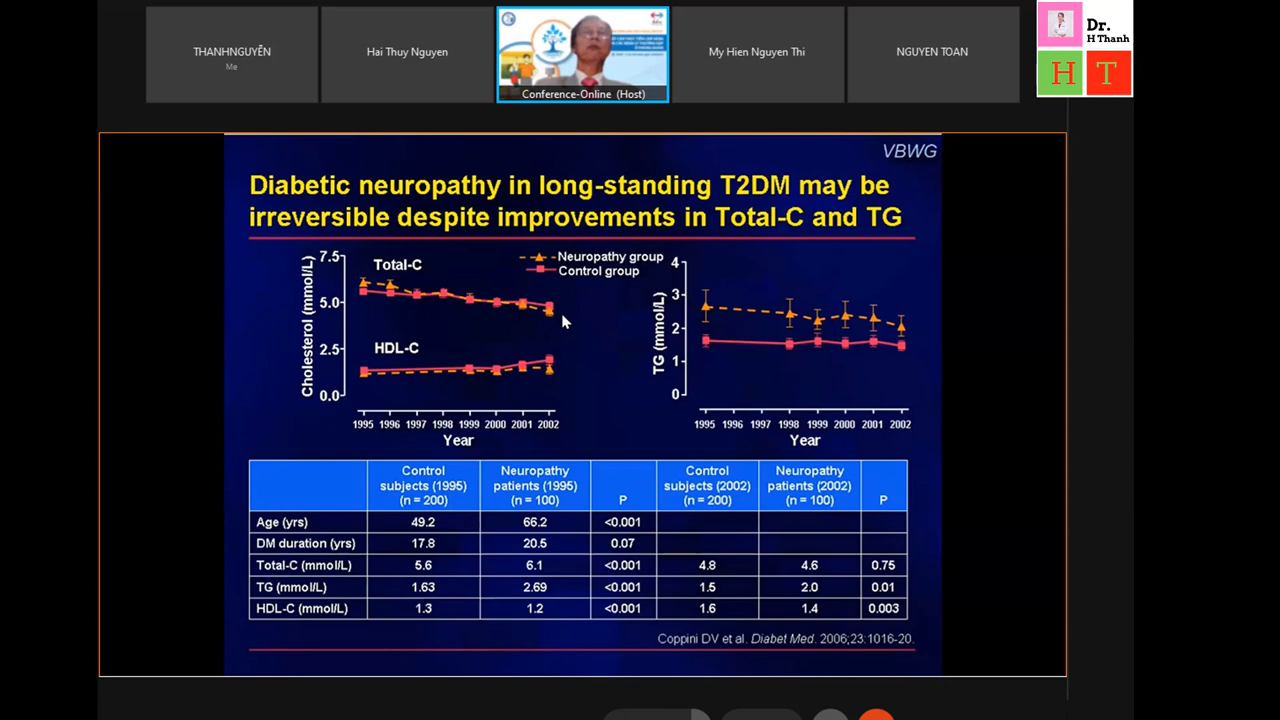 THANHNGUYỄN
Me
Hai Thuy Nguyen
Conference-Online (Host)
My Hien Nguyen Thi
NGUYEN TOAN
Dr.
H Thanh
H T
VBWG
Diabetic neuropathy in long-standing T2DM may be
irreversible despite improvements in Total-C and TG
Neuropathy group
Control group
Cholesterol (mmol/L)
7.5
5.0
2.5
0.0
Total-C
HDL-C
1995 1996 1997 1998 1999 2000 2001 2002
Year
TG (mmol/L)
4
3
2
1
0
1995 1996 1997 1998 1999 2000 2001 2002
Year
Control subjects (1995) (n = 200) Neuropathy patients (1995) (n = 100) P Control subjects (2002) (n = 200) Neuropathy patients (2002) (n = 100) P
Age (yrs) 49.2 66.2 <0.001
DM duration (yrs) 17.8 20.5 0.07
Total-C (mmol/L) 5.6 6.1 <0.001 4.8 4.6 0.75
TG (mmol/L) 1.63 2.69 <0.001 1.5 2.0 0.01
HDL-C (mmol/L) 1.3 1.2 <0.001 1.6 1.4 0.003
Coppini DV et al. Diabet Med. 2006;23:1016-20.